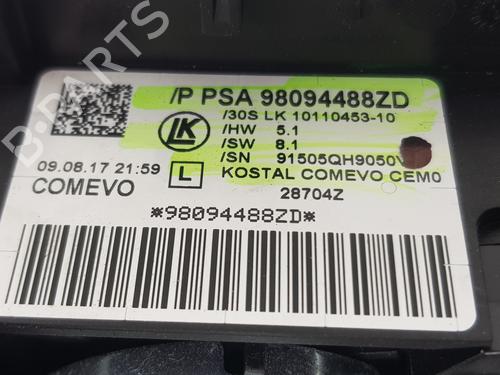 /P PSA 98094488ZD
/30S LK 10110453-10
LK
/HW 5.1
/SW 8.1
/SN 91505QH9050V
09.08.17 21:59
L
KOSTAL COMEVO CEM0
COMEVO
28704Z
*98094488ZD*